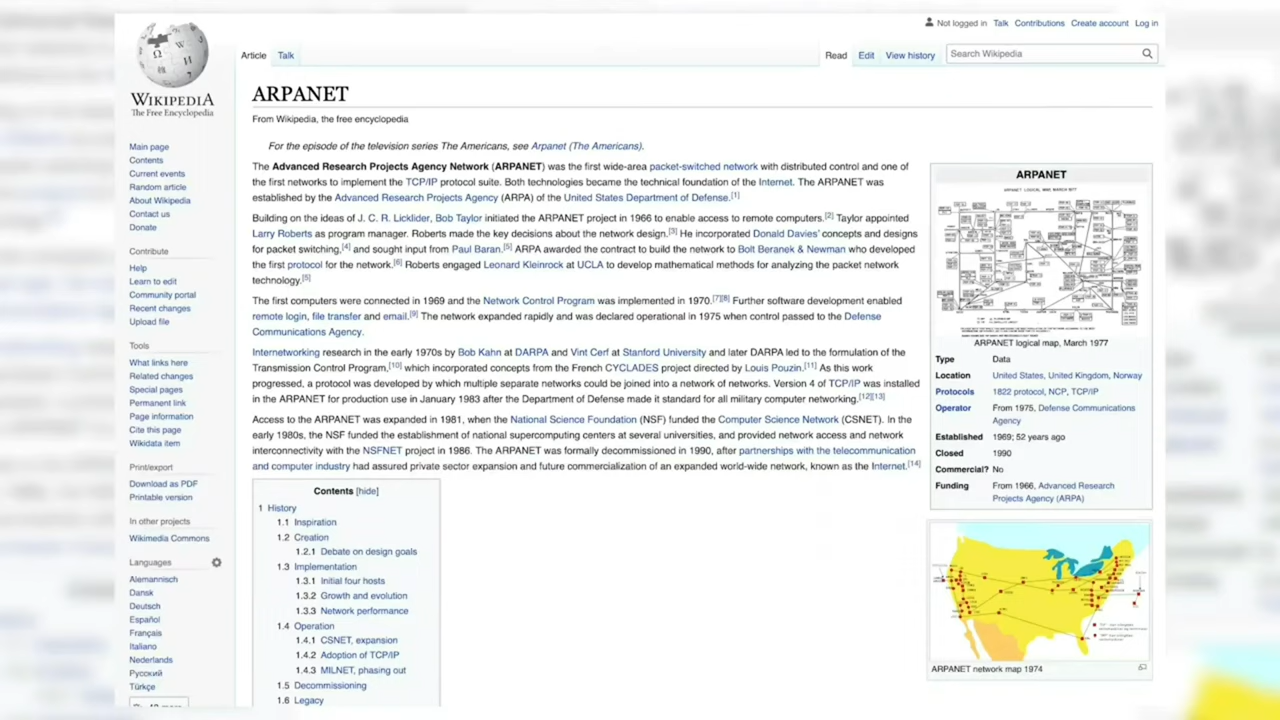 Not logged in Talk Contributions Create account Log in
Article Talk
Read Edit View history Search Wikipedia
WIKIPEDIA
The Free Encyclopedia
Main page
Contents
Current events
Random article
About Wikipedia
Contact us
Donate
Contribute
Help
Learn to edit
Community portal
Recent changes
Upload file
Tools
What links here
Related changes
Special pages
Permanent link
Page information
Cite this page
Wikidata item
Print/export
Download as PDF
Printable version
In other projects
Wikimedia Commons
Languages
Alemannisch
Dansk
Deutsch
Español
Français
Italiano
Nederlands
Русский
Türkçe
ARPANET
From Wikipedia, the free encyclopedia
For the episode of the television series The Americans, see Arpanet (The Americans).
The Advanced Research Projects Agency Network (ARPANET) was the first wide-area packet-switched network with distributed control and one of
the first networks to implement the TCP/IP protocol suite. Both technologies became the technical foundation of the Internet. The ARPANET was
established by the Advanced Research Projects Agency (ARPA) of the United States Department of Defense.[1]
Building on the ideas of J. C. R. Licklider, Bob Taylor initiated the ARPANET project in 1966 to enable access to remote computers.[2] Taylor appointed
Larry Roberts as program manager. Roberts made the key decisions about the network design.[3] He incorporated Donald Davies' concepts and designs
for packet switching,[4] and sought input from Paul Baran.[5] ARPA awarded the contract to build the network to Bolt Beranek & Newman who developed
the first protocol for the network.[6] Roberts engaged Leonard Kleinrock at UCLA to develop mathematical methods for analyzing the packet network
technology.[5]
The first computers were connected in 1969 and the Network Control Program was implemented in 1970.[7][8] Further software development enabled
remote login, file transfer and email.[9] The network expanded rapidly and was declared operational in 1975 when control passed to the Defense
Communications Agency.
Internetworking research in the early 1970s by Bob Kahn at DARPA and Vint Cerf at Stanford University and later DARPA led to the formulation of the
Transmission Control Program,[10] which incorporated concepts from the French CYCLADES project directed by Louis Pouzin.[11] As this work
progressed, a protocol was developed by which multiple separate networks could be joined into a network of networks. Version 4 of TCP/IP was installed
in the ARPANET for production use in January 1983 after the Department of Defense made it standard for all military computer networking.[12][13]
Access to the ARPANET was expanded in 1981, when the National Science Foundation (NSF) funded the Computer Science Network (CSNET). In the
early 1980s, the NSF funded the establishment of national supercomputing centers at several universities, and provided network access and network
interconnectivity with the NSFNET project in 1986. The ARPANET was formally decommissioned in 1990, after partnerships with the telecommunication
and computer industry had assured private sector expansion and future commercialization of an expanded world-wide network, known as the Internet.[14]
Contents [hide]
1 History
1.1 Inspiration
1.2 Creation
1.2.1 Debate on design goals
1.3 Implementation
1.3.1 Initial four hosts
1.3.2 Growth and evolution
1.3.3 Network performance
1.4 Operation
1.4.1 CSNET, expansion
1.4.2 Adoption of TCP/IP
1.4.3 MILNET, phasing out
1.5 Decommissioning
1.6 Legacy
ARPANET
ARPANET LOGICAL MAP, MARCH 1977
ARPANET logical map, March 1977
Type Data
Location United States, United Kingdom, Norway
Protocols 1822 protocol, NCP, TCP/IP
Operator From 1975, Defense Communications
Agency
Established 1969; 52 years ago
Closed 1990
Commercial? No
Funding From 1966, Advanced Research
Projects Agency (ARPA)
ARPANET network map 1974